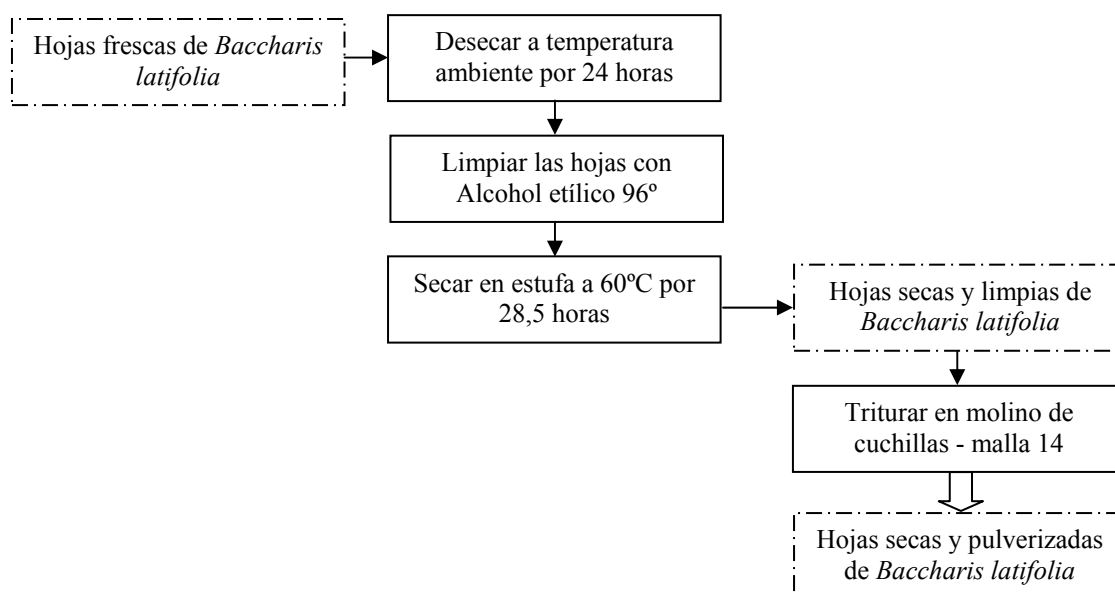 Hojas frescas de Baccharis
latifolia
Desecar a temperatura
ambiente por 24 horas
Limpiar las hojas con
Alcohol etílico 96º
Secar en estufa a 60ºC por
28,5 horas
Hojas secas y limpias de
Baccharis latifolia
Triturar en molino de
cuchillas - malla 14
Hojas secas y pulverizadas
de Baccharis latifolia